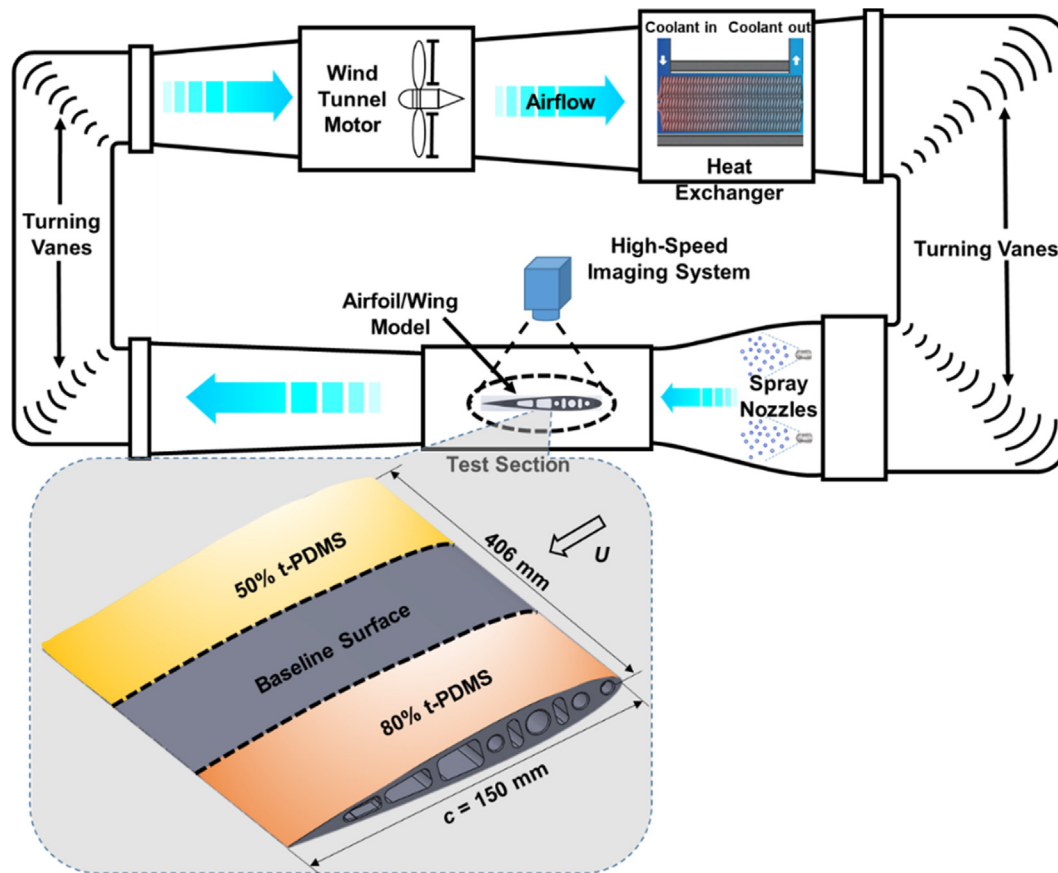 Coolant in
Coolant out
Wind
Tunnel
Motor
Airflow
Heat
Exchanger
Turning
Vanes
Turning Vanes
High-Speed
Imaging System
Airfoil/Wing
Model
Spray
Nozzles
Test Section
50% t-PDMS
Baseline Surface
80% t-PDMS
406 mm
U
c = 150 mm